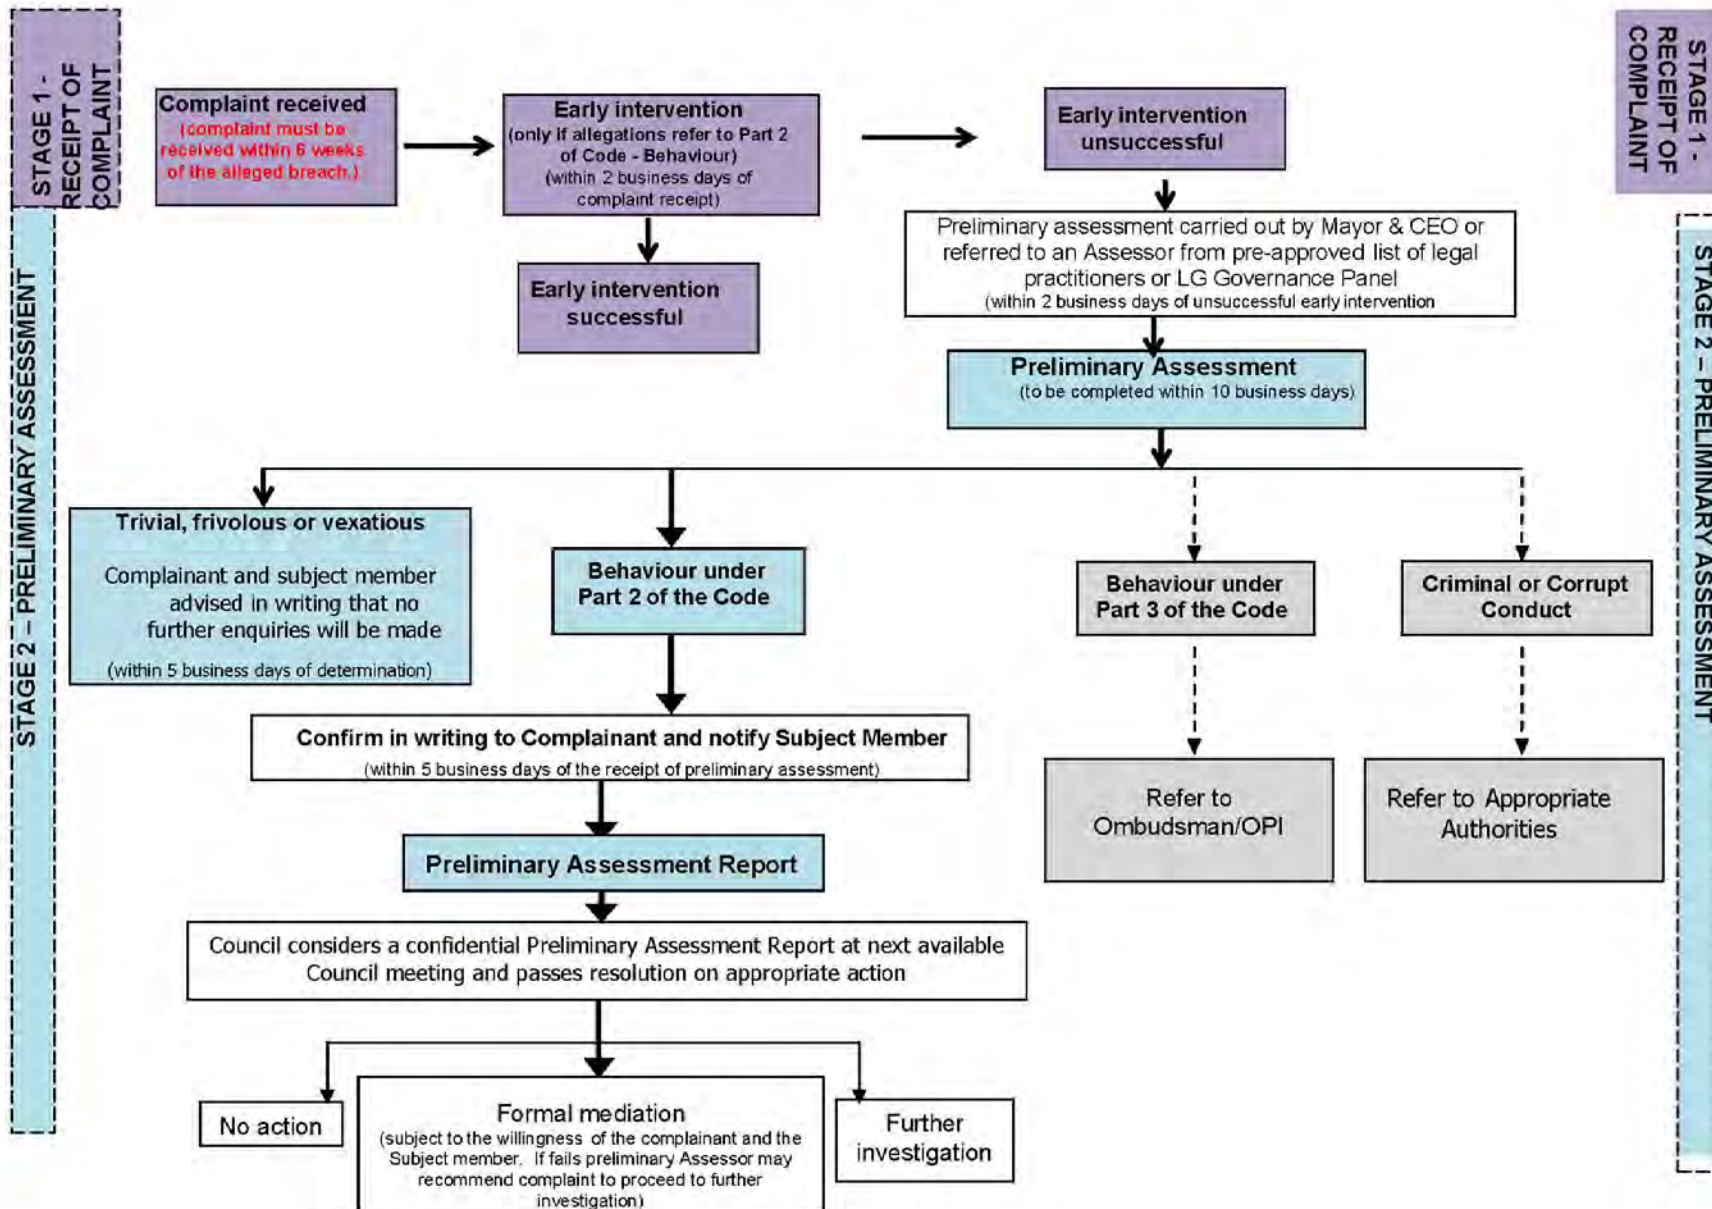 STAGE 1 -
RECEIPT OF
COMPLAINT
Complaint received
(complaint must be
received within 6 weeks
of the alleged breach.)
Early intervention
(only if allegations refer to Part 2
of Code - Behaviour)
(within 2 business days of
complaint receipt)
Early intervention
unsuccessful
STAGE 1 -
RECEIPT OF
COMPLAINT
Early intervention
successful
Preliminary assessment carried out by Mayor & CEO or
referred to an Assessor from pre-approved list of legal
practitioners or LG Governance Panel
(within 2 business days of unsuccessful early intervention
STAGE 2 – PRELIMINARY ASSESSMENT
STAGE 2 – PRELIMINARY ASSESSMENT
Preliminary Assessment
(to be completed within 10 business days)
Trivial, frivolous or vexatious
Complainant and subject member
advised in writing that no
further enquiries will be made
(within 5 business days of determination)
Behaviour under
Part 2 of the Code
Behaviour under
Part 3 of the Code
Criminal or Corrupt
Conduct
Confirm in writing to Complainant and notify Subject Member
(within 5 business days of the receipt of preliminary assessment)
Refer to
Ombudsman/OPI
Refer to Appropriate
Authorities
Preliminary Assessment Report
Council considers a confidential Preliminary Assessment Report at next available
Council meeting and passes resolution on appropriate action
No action
Formal mediation
(subject to the willingness of the complainant and the
Subject member. If fails preliminary Assessor may
recommend complaint to proceed to further
investigation)
Further
investigation